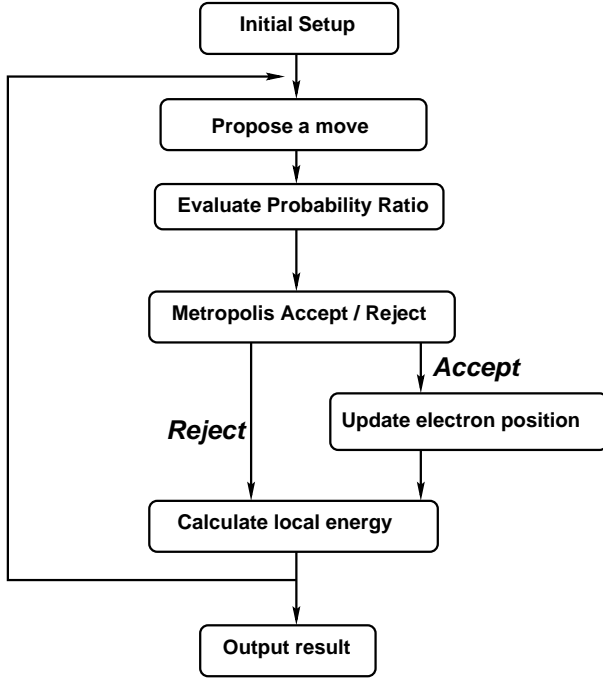 Initial Setup
Propose a move
Evaluate Probability Ratio
Metropolis Accept / Reject
Accept
Reject
Update electron position
Calculate local energy
Output result